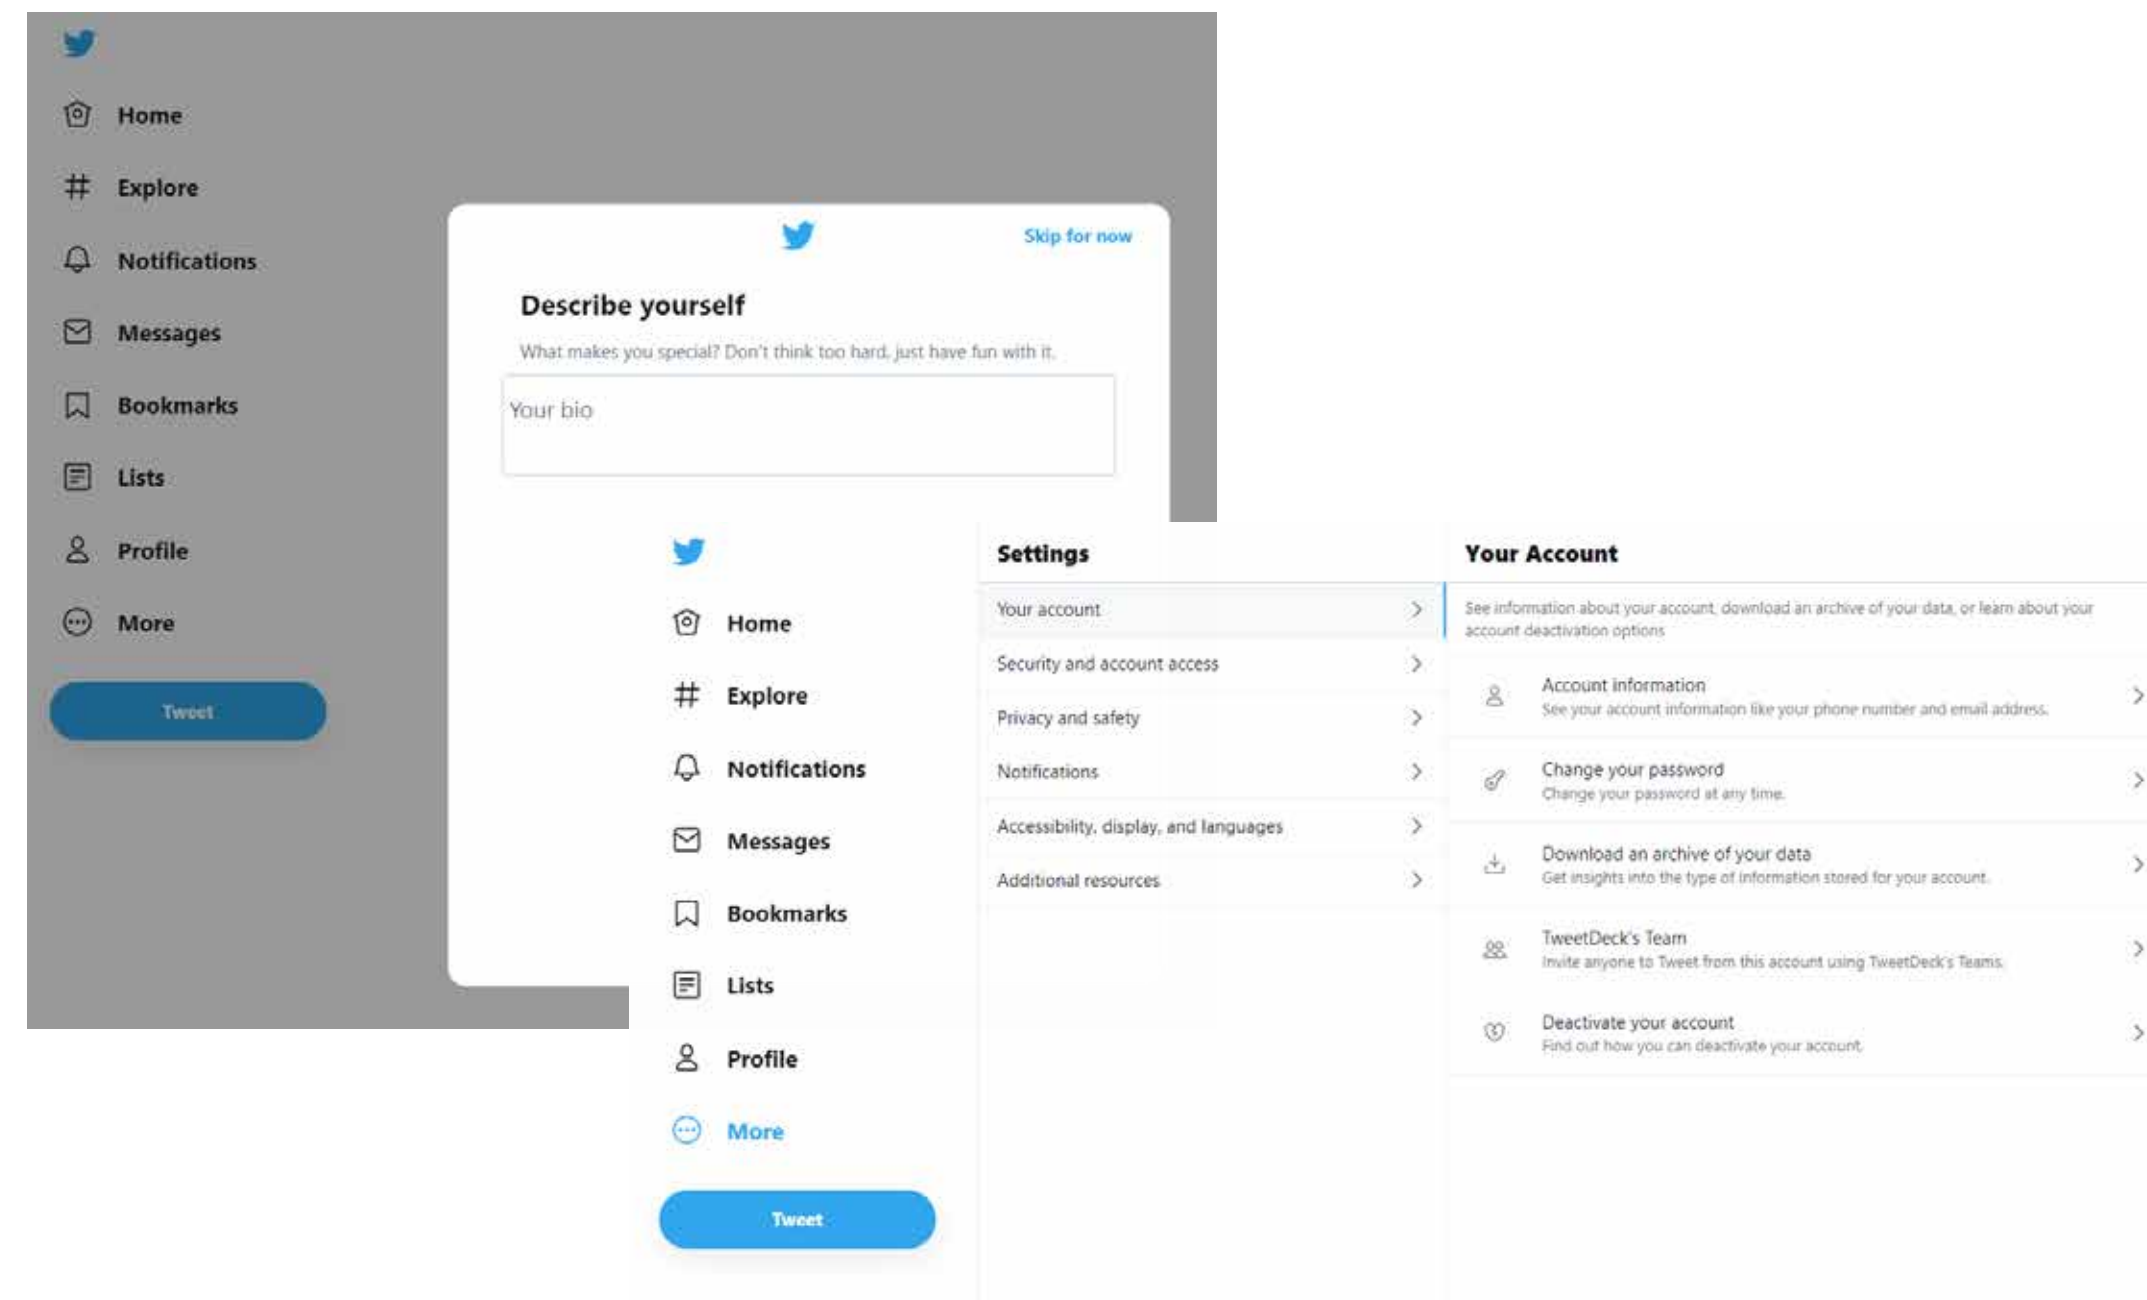 Home
Explore
Notifications
Messages
Bookmarks
Lists
Profile
More
Tweet
Skip for now
Describe yourself
What makes you special? Don't think too hard, just have fun with it.
Your bio
Home
Explore
Notifications
Messages
Bookmarks
Lists
Profile
More
Tweet
Settings
Your account
Security and account access
Privacy and safety
Notifications
Accessibility, display, and languages
Additional resources
Your Account
See information about your account, download an archive of your data, or learn about your
account deactivation options
Account information
See your account information like your phone number and email address.
Change your password
Change your password at any time.
Download an archive of your data
Get insights into the type of information stored for your account.
TweetDeck's Team
Invite anyone to Tweet from this account using TweetDeck's Teams.
Deactivate your account
Find out how you can deactivate your account.